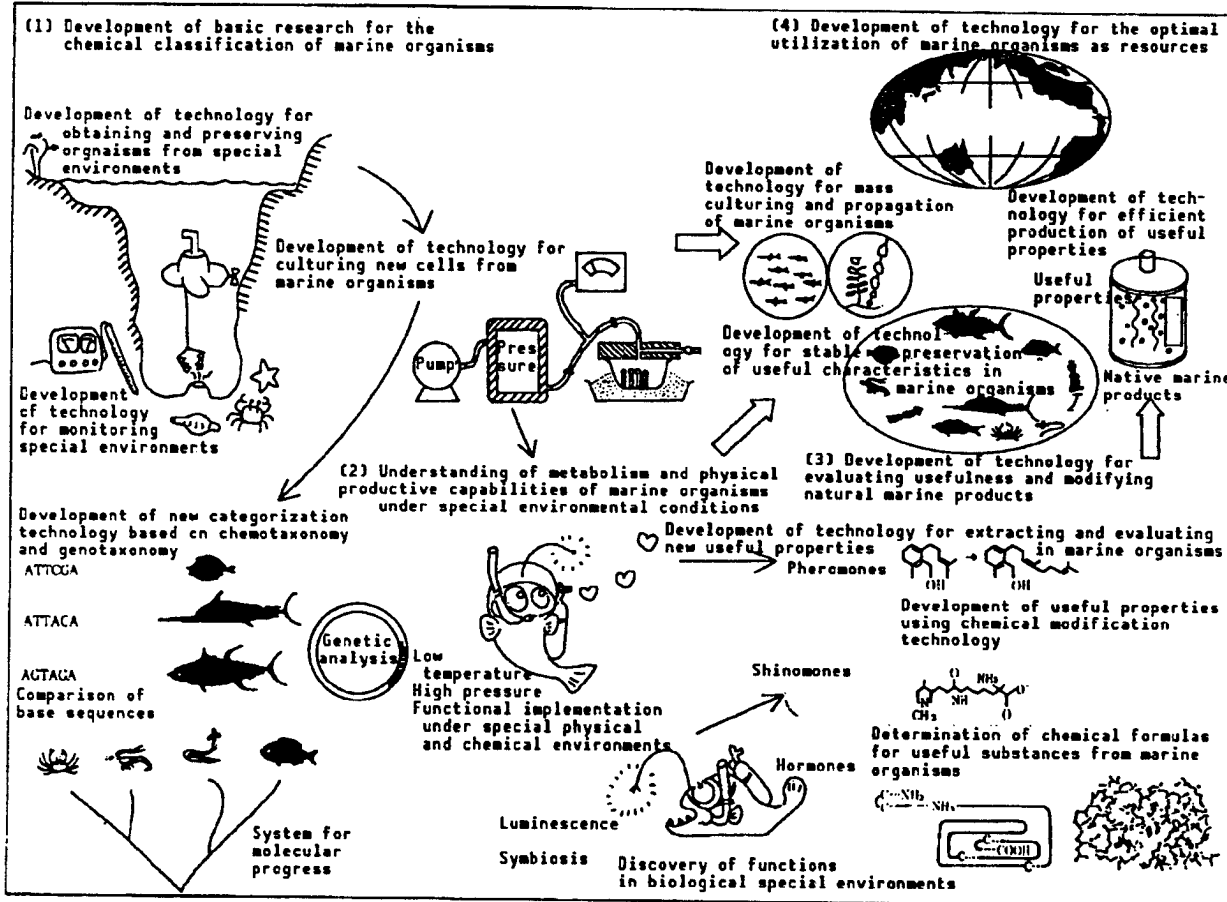 (1) Development of basic research for the
chemical classification of marine organisms
Development of technology for
obtaining and preserving
orgnaisms from special
environments
Development of technology for
culturing new cells from
marine organisms
Pump
Pres
sure
Development
of technology
for monitoring
special environments
(2) Understanding of metabolism and physical
productive capabilities of marine organisms
under special environmental conditions
Development of new categorization
technology based on chemotaxonomy
and genotaxonomy
ATTCGA
ATTACA
AGTAGA
Comparison of
base sequences
Genetic
analysis
System for
molecular
progress
Low
temperature
High pressure
Functional implementation
under special physical
and chemical environments
Luminescence
Symbiosis
Discovery of functions
in biological special environments
(4) Development of technology for the optimal
utilization of marine organisms as resources
Development of
technology for mass
culturing and propagation
of marine organisms
Development of tech-
nology for efficient
production of useful
properties
Useful
properties
Development of technol-
ogy for stable preservation
of useful characteristics in
marine organisms
Native marine
products
(3) Development of technology for
evaluating usefulness and modifying
natural marine products
Development of technology for extracting and evaluating
new useful properties in marine organisms
Pheromones
OH
OH
Development of useful properties
using chemical modification
technology
Shinomones
O
NH₃
O⁻
N
NH
O
CH₃
Determination of chemical formulas
for useful substances from marine
organisms
Hormones
C
NH₂
NH₂
C
COOH
C
C